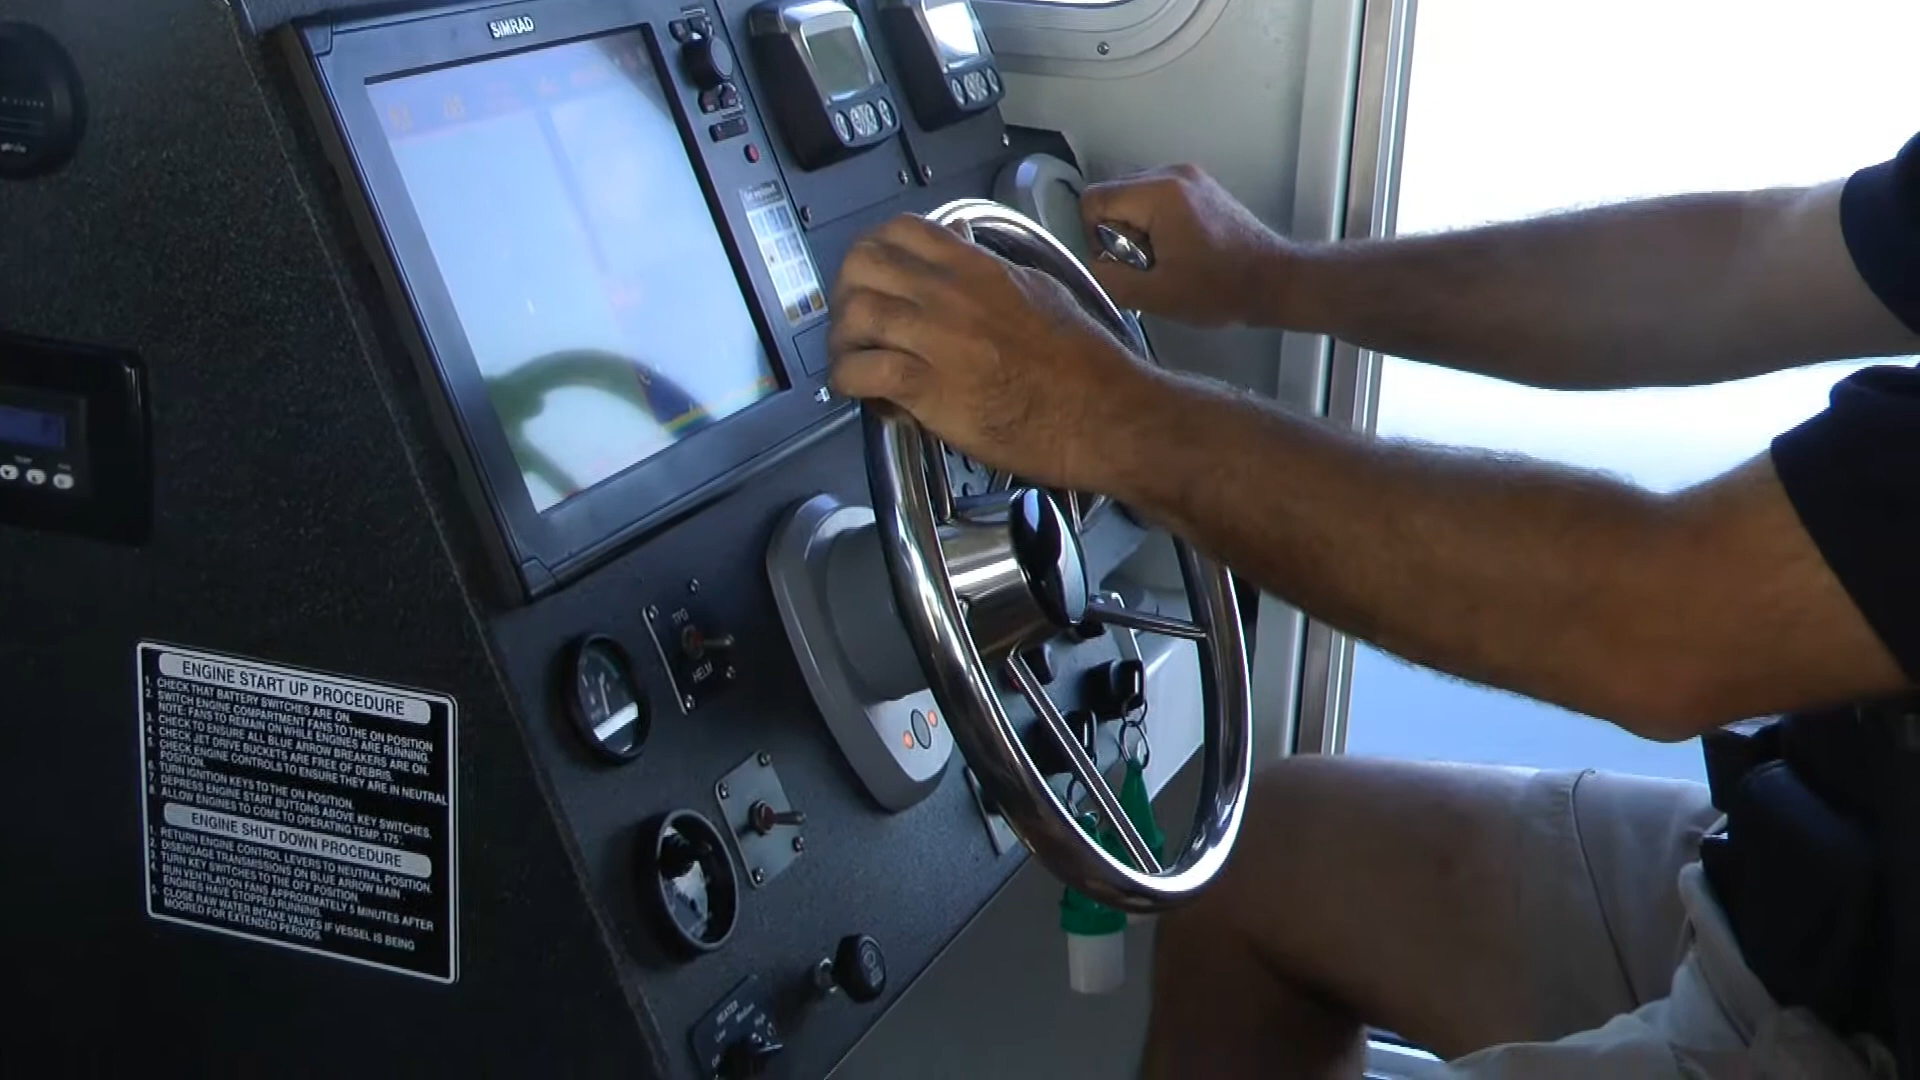 SIMRAD
TPG
HELM
ENGINE START UP PROCEDURE
1. CHECK THAT BATTERY SWITCHES ARE ON.
2. SWITCH ENGINE COMPARTMENT FANS TO THE ON POSITION
NOTE: FANS TO REMAIN ON WHILE ENGINES ARE RUNNING.
3. CHECK TO ENSURE ALL BLUE ARROW BREAKERS ARE ON.
4. CHECK JET DRIVE BUCKETS ARE FREE OF DEBRIS.
5. CHECK ENGINE CONTROLS TO ENSURE THEY ARE IN NEUTRAL
POSITION.
6. TURN IGNITION KEYS TO THE ON POSITION.
7. DEPRESS ENGINE START BUTTONS ABOVE KEY SWITCHES.
8. ALLOW ENGINES TO COME TO OPERATING TEMP. 175°.
ENGINE SHUT DOWN PROCEDURE
1. RETURN ENGINE CONTROL LEVERS TO NEUTRAL POSITION.
2. DISENGAGE TRANSMISSIONS ON BLUE ARROW MAIN
3. TURN KEY SWITCHES TO THE OFF POSITION.
4. RUN VENTILATION FANS APPROXIMATELY 5 MINUTES AFTER
ENGINES HAVE STOPPED RUNNING.
5. CLOSE RAW WATER INTAKE VALVES IF VESSEL IS BEING
MOORED FOR EXTENDED PERIODS.
HEATER
Low
Medium
High
Off